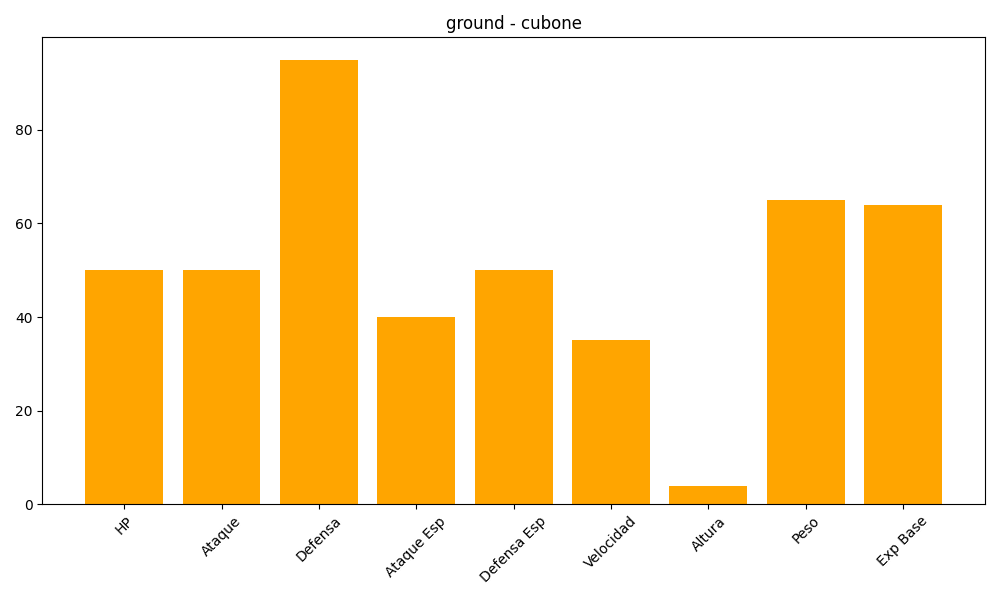 ground - cubone
80
60
40
20
0
HP
Ataque
Defensa
Ataque Esp
Defensa Esp
Velocidad
Altura
Peso
Exp Base